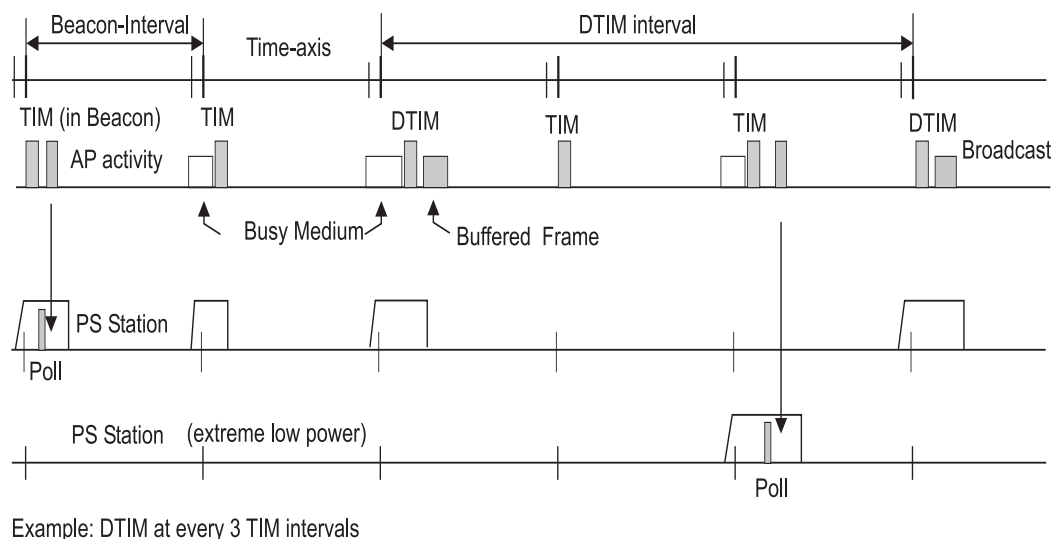 Beacon-Interval
DTIM interval
Time-axis
TIM (in Beacon)
TIM
DTIM
TIM
TIM
DTIM
AP activity
Broadcast
Busy Medium
Buffered Frame
PS Station
Poll
PS Station (extreme low power)
Poll
Example: DTIM at every 3 TIM intervals